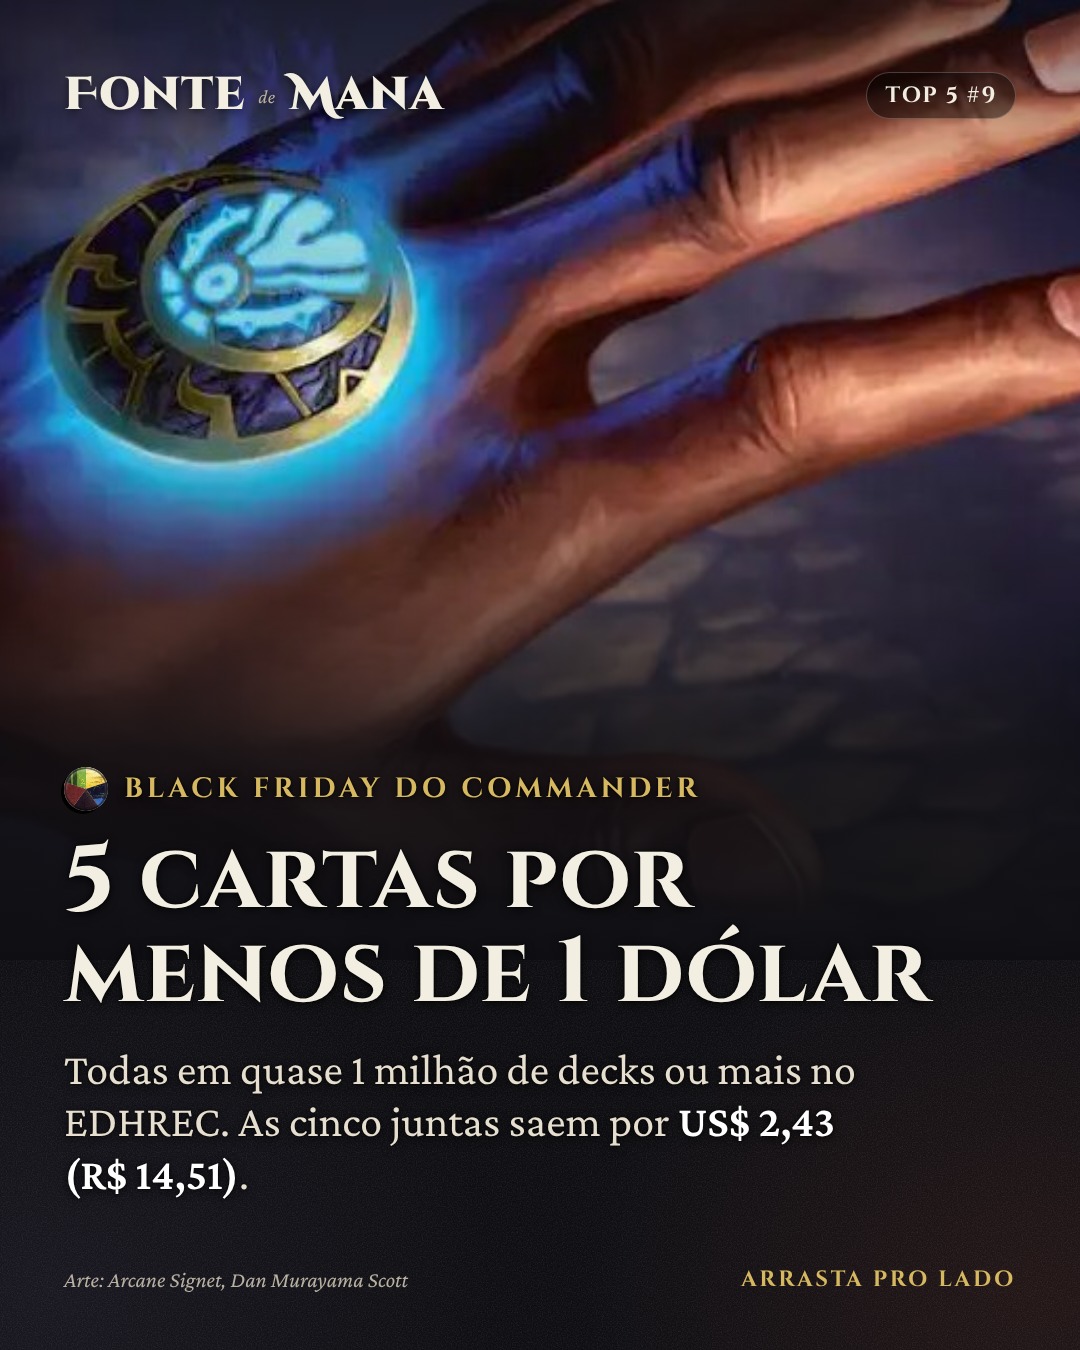 FONTE de MANA
TOP 5 #9
BLACK FRIDAY DO COMMANDER
5 CARTAS POR
MENOS DE 1 DÓLAR
Todas em quase 1 milhão de decks ou mais no
EDHREC. As cinco juntas saem por US$ 2,43
(R$ 14,51).
Arte: Arcane Signet, Dan Murayama Scott
ARRASTA PRO LADO